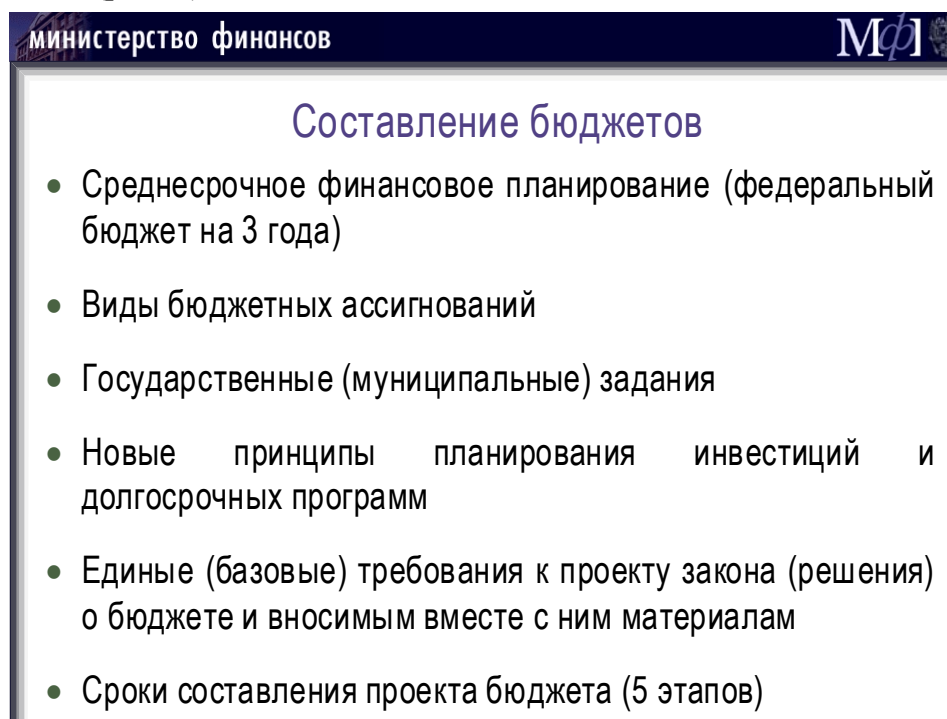 министерство финансов
Мф
Составление бюджетов
• Среднесрочное финансовое планирование (федеральный
бюджет на 3 года)
• Виды бюджетных ассигнований
• Государственные (муниципальные) задания
• Новые принципы планирования инвестиций и
долгосрочных программ
• Единые (базовые) требования к проекту закона (решения)
о бюджете и вносимым вместе с ним материалам
• Сроки составления проекта бюджета (5 этапов)